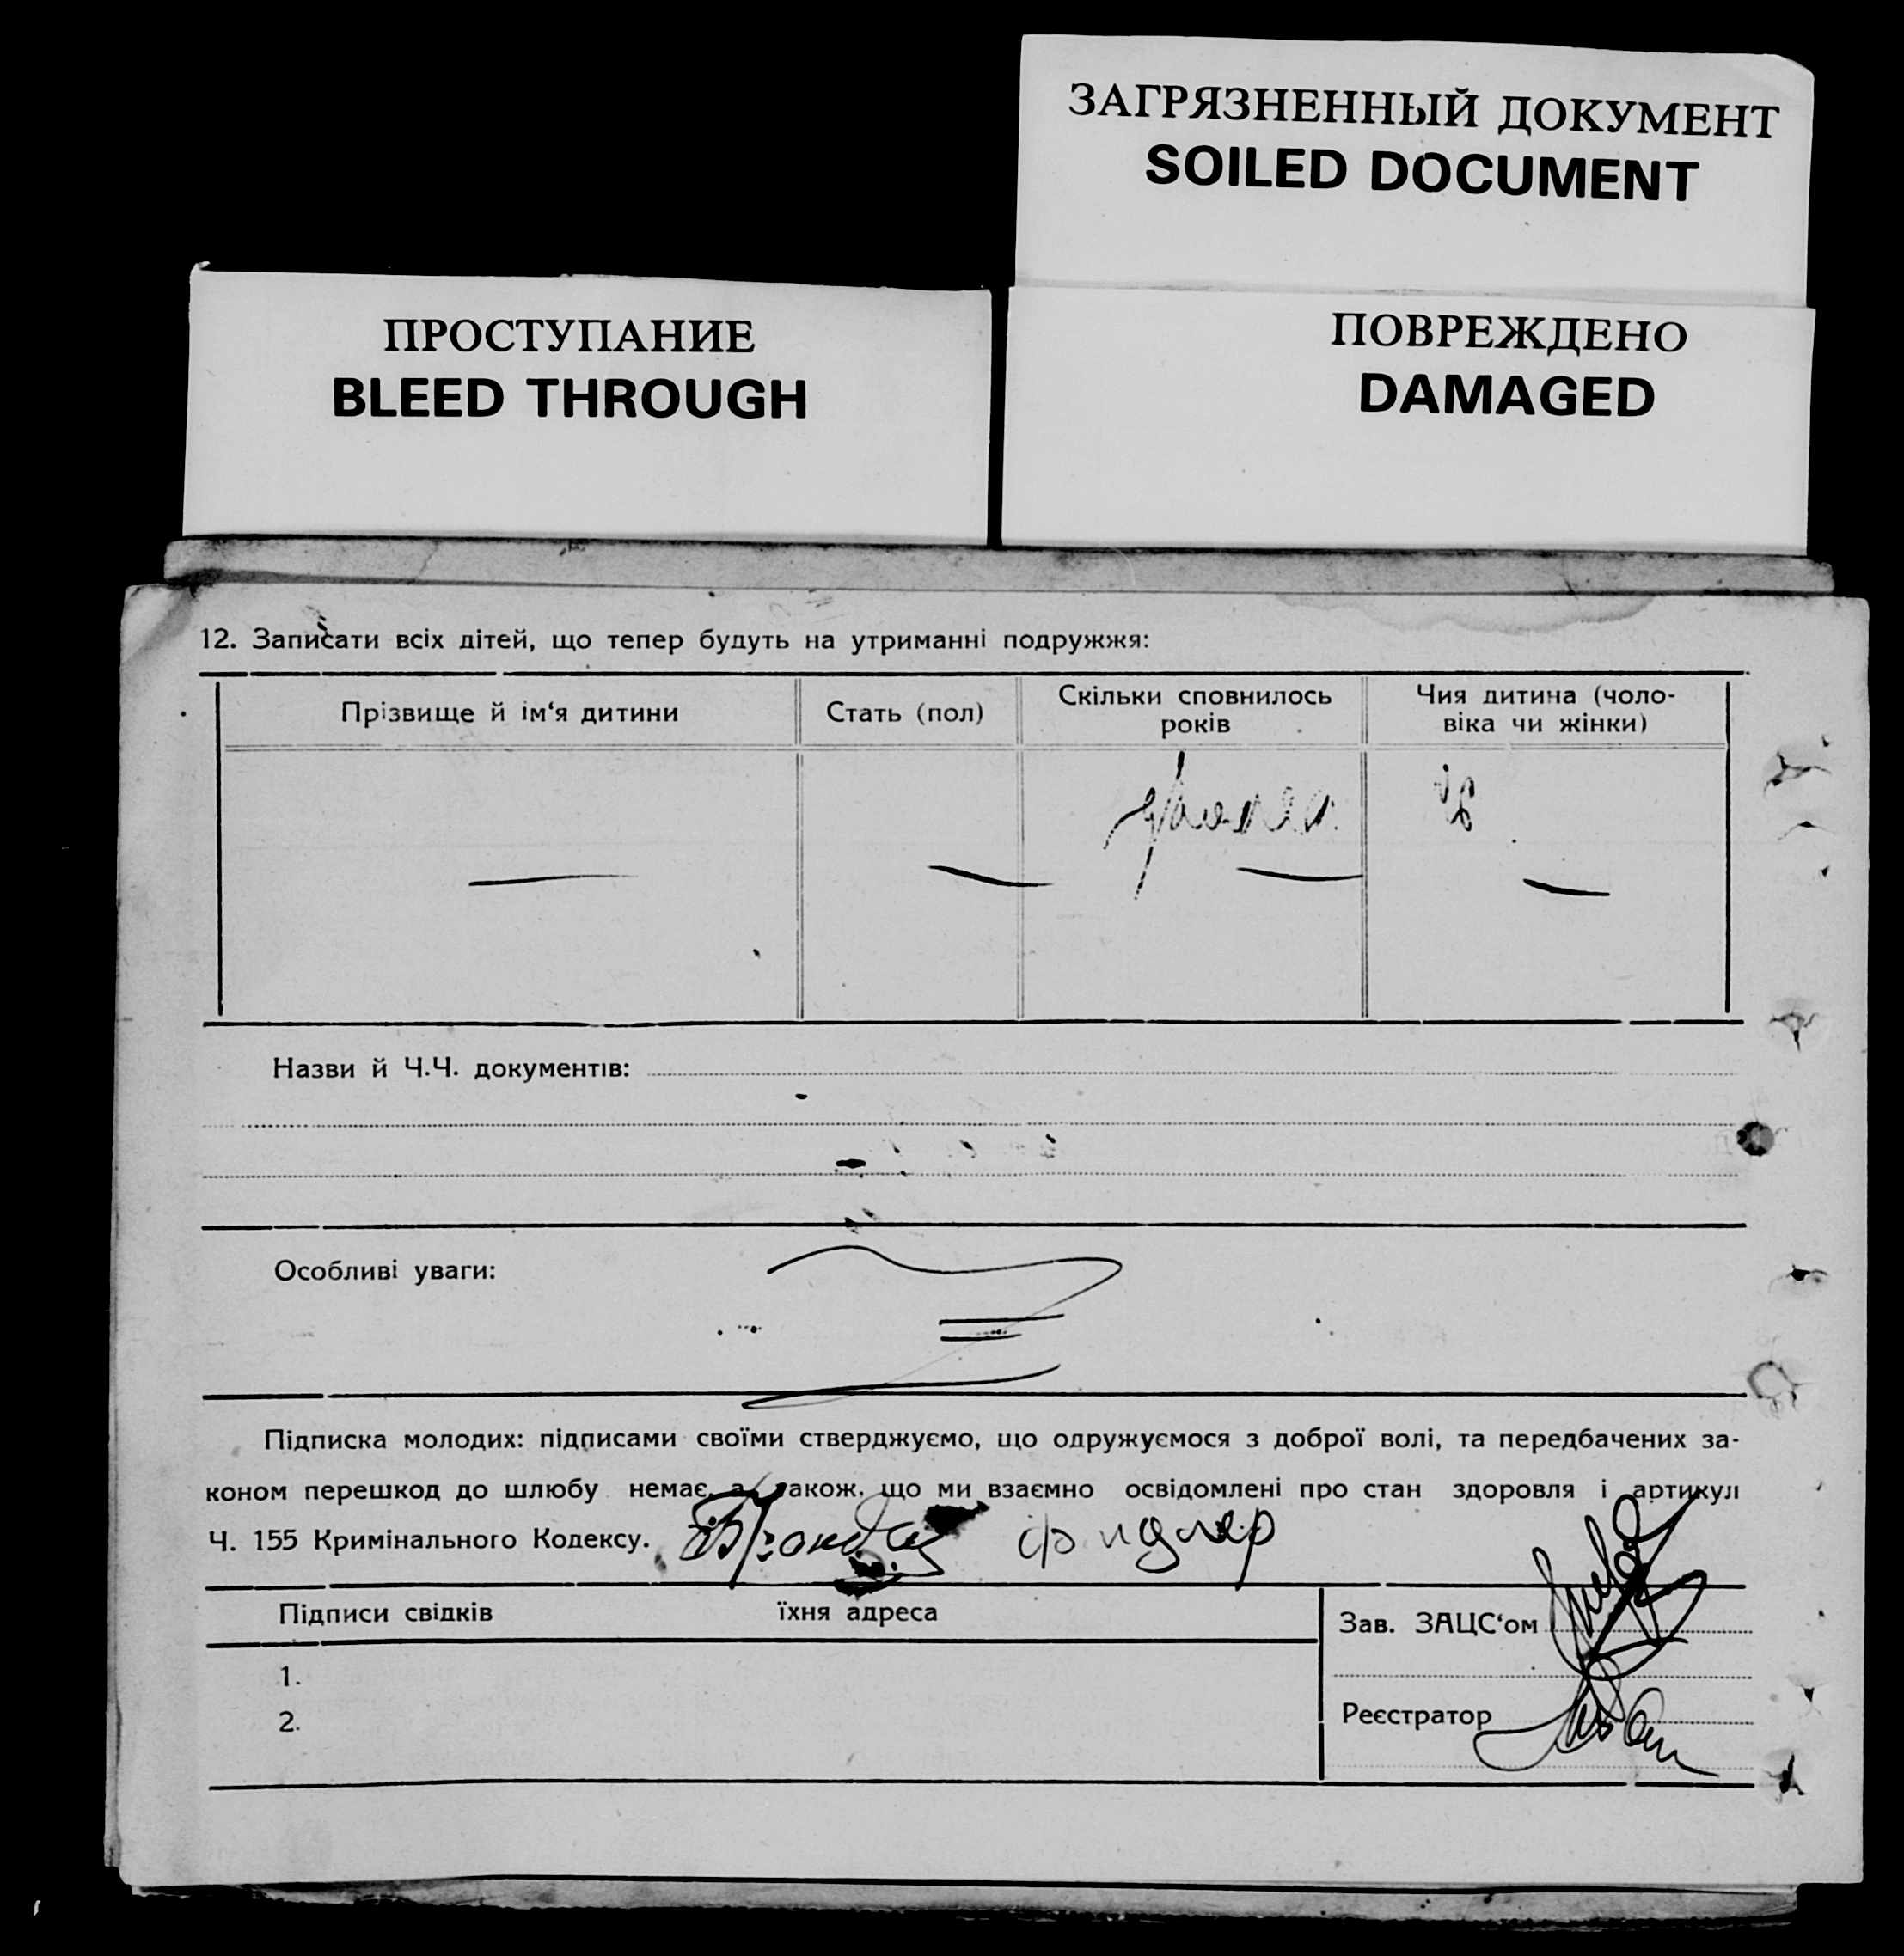 ЗАГРЯЗНЕННЫЙ ДОКУМЕНТ
SOILED DOCUMENT
ПРОСТУПАНИЕ
BLEED THROUGH
ПОВРЕЖДЕНО
DAMAGED
12. Записати всіх дітей, що тепер будуть на утриманні подружжя:
Прізвище й ім‘я дитини
Стать (пол)
Скільки сповнилось
років
Чия дитина (чоло-
віка чи жінки)
Назви й Ч.Ч. документів:
Особливі уваги:
Підписка молодих: підписами своїми стверджуємо, що одружуємося з доброї волі, та передбачених за-
коном перешкод до шлюбу немає, а також, що ми взаємно освідомлені про стан здоровля і артикул
Ч. 155 Кримінального Кодексу. фидлер
Підписи свідків
їхня адреса
Зав. ЗАЦС‘ом
1.
2.
Реєстратор